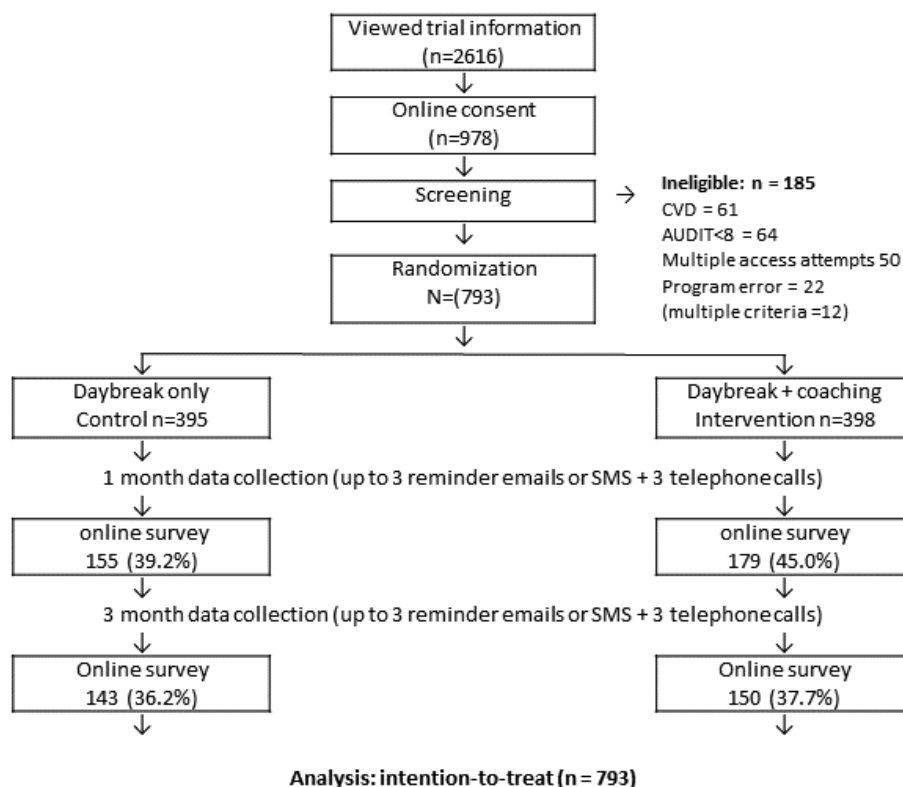 Viewed trial information
(n=2616)
Online consent
(n=978)
Screening
Ineligible: n = 185
CVD = 61
AUDIT<8 = 64
Multiple access attempts 50
Program error = 22
(multiple criteria =12)
Randomization
N=(793)
Daybreak only
Control n=395
Daybreak + coaching
Intervention n=398
1 month data collection (up to 3 reminder emails or SMS + 3 telephone calls)
online survey
155 (39.2%)
online survey
179 (45.0%)
3 month data collection (up to 3 reminder emails or SMS + 3 telephone calls)
Online survey
143 (36.2%)
Online survey
150 (37.7%)
Analysis: intention-to-treat (n = 793)